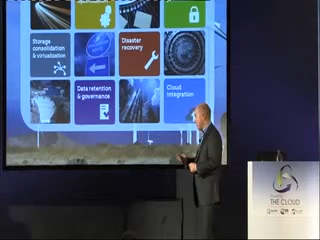 Storage
consolidation
& virtualization
Disaster
recovery
Data retention
& governance
Cloud
integration
THE CLOUD